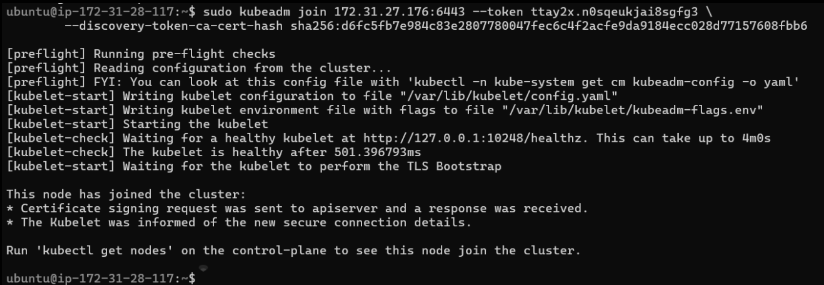 ubuntu@ip-172-31-28-117:~$ sudo kubeadm join 172.31.27.176:6443 --token ttay2x.n0sqeukjai8sgfg3 \
--discovery-token-ca-cert-hash sha256:d6fc5fb7e984c83e2807780047fec6c4f2acfe9da9184ecc028d77157608fbb6
[preflight] Running pre-flight checks
[preflight] Reading configuration from the cluster...
[preflight] FYI: You can look at this config file with 'kubectl -n kube-system get cm kubeadm-config -o yaml'
[kubelet-start] Writing kubelet configuration to file "/var/lib/kubelet/config.yaml"
[kubelet-start] Writing kubelet environment file with flags to file "/var/lib/kubelet/kubeadm-flags.env"
[kubelet-start] Starting the kubelet
[kubelet-check] Waiting for a healthy kubelet at http://127.0.0.1:10248/healthz. This can take up to 4m0s
[kubelet-check] The kubelet is healthy after 501.396793ms
[kubelet-start] Waiting for the kubelet to perform the TLS Bootstrap
This node has joined the cluster:
* Certificate signing request was sent to apiserver and a response was received.
* The Kubelet was informed of the new secure connection details.
Run 'kubectl get nodes' on the control-plane to see this node join the cluster.
ubuntu@ip-172-31-28-117:~$